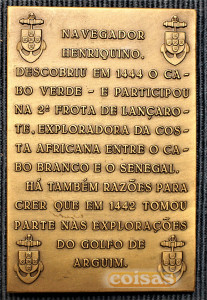 NAVEGADOR
HENRIQUINO.
DESCOBRIU EM 1444 O CA-
BO VERDE - E PARTICIPOU
NA 2ª FROTA DE LANÇARO-
TE, EXPLORADORA DA COS-
TA AFRICANA ENTRE O CA-
BO BRANCO E O SENEGAL.
HÁ TAMBÉM RAZÕES PARA
CRER QUE EM 1442 TOMOU
PARTE NAS EXPLORAÇÕES
DO GOLFO DE
ARGUIM.
coisas